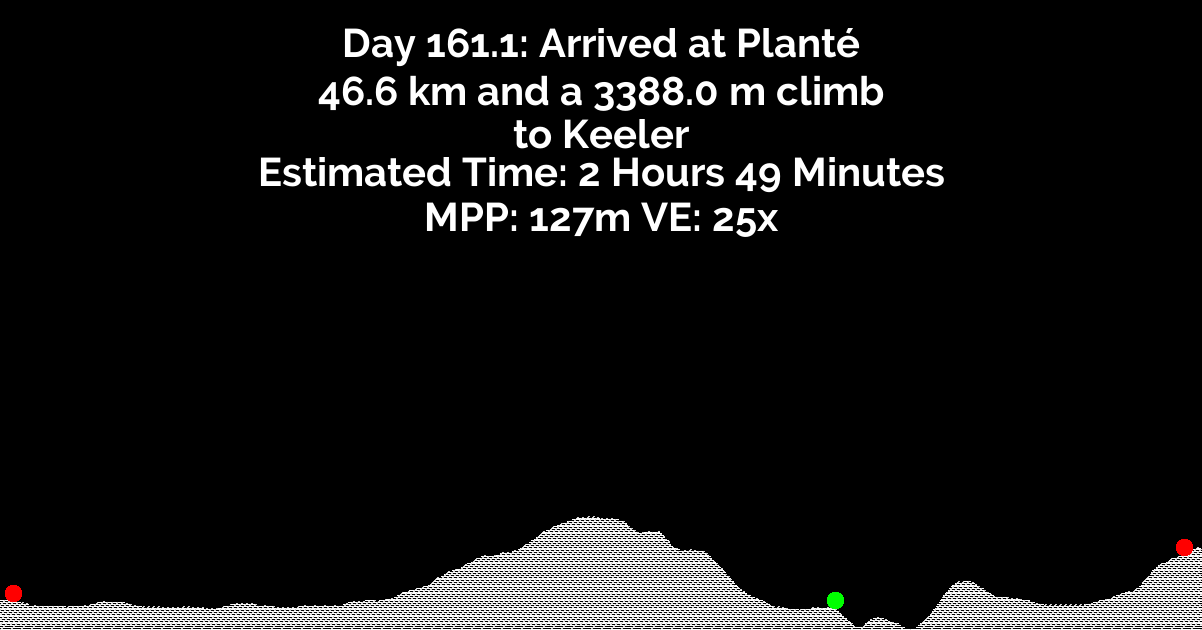 Day 161.1: Arrived at Planté
46.6 km and a 3388.0 m climb
to Keeler
Estimated Time: 2 Hours 49 Minutes
MPP: 127m VE: 25x